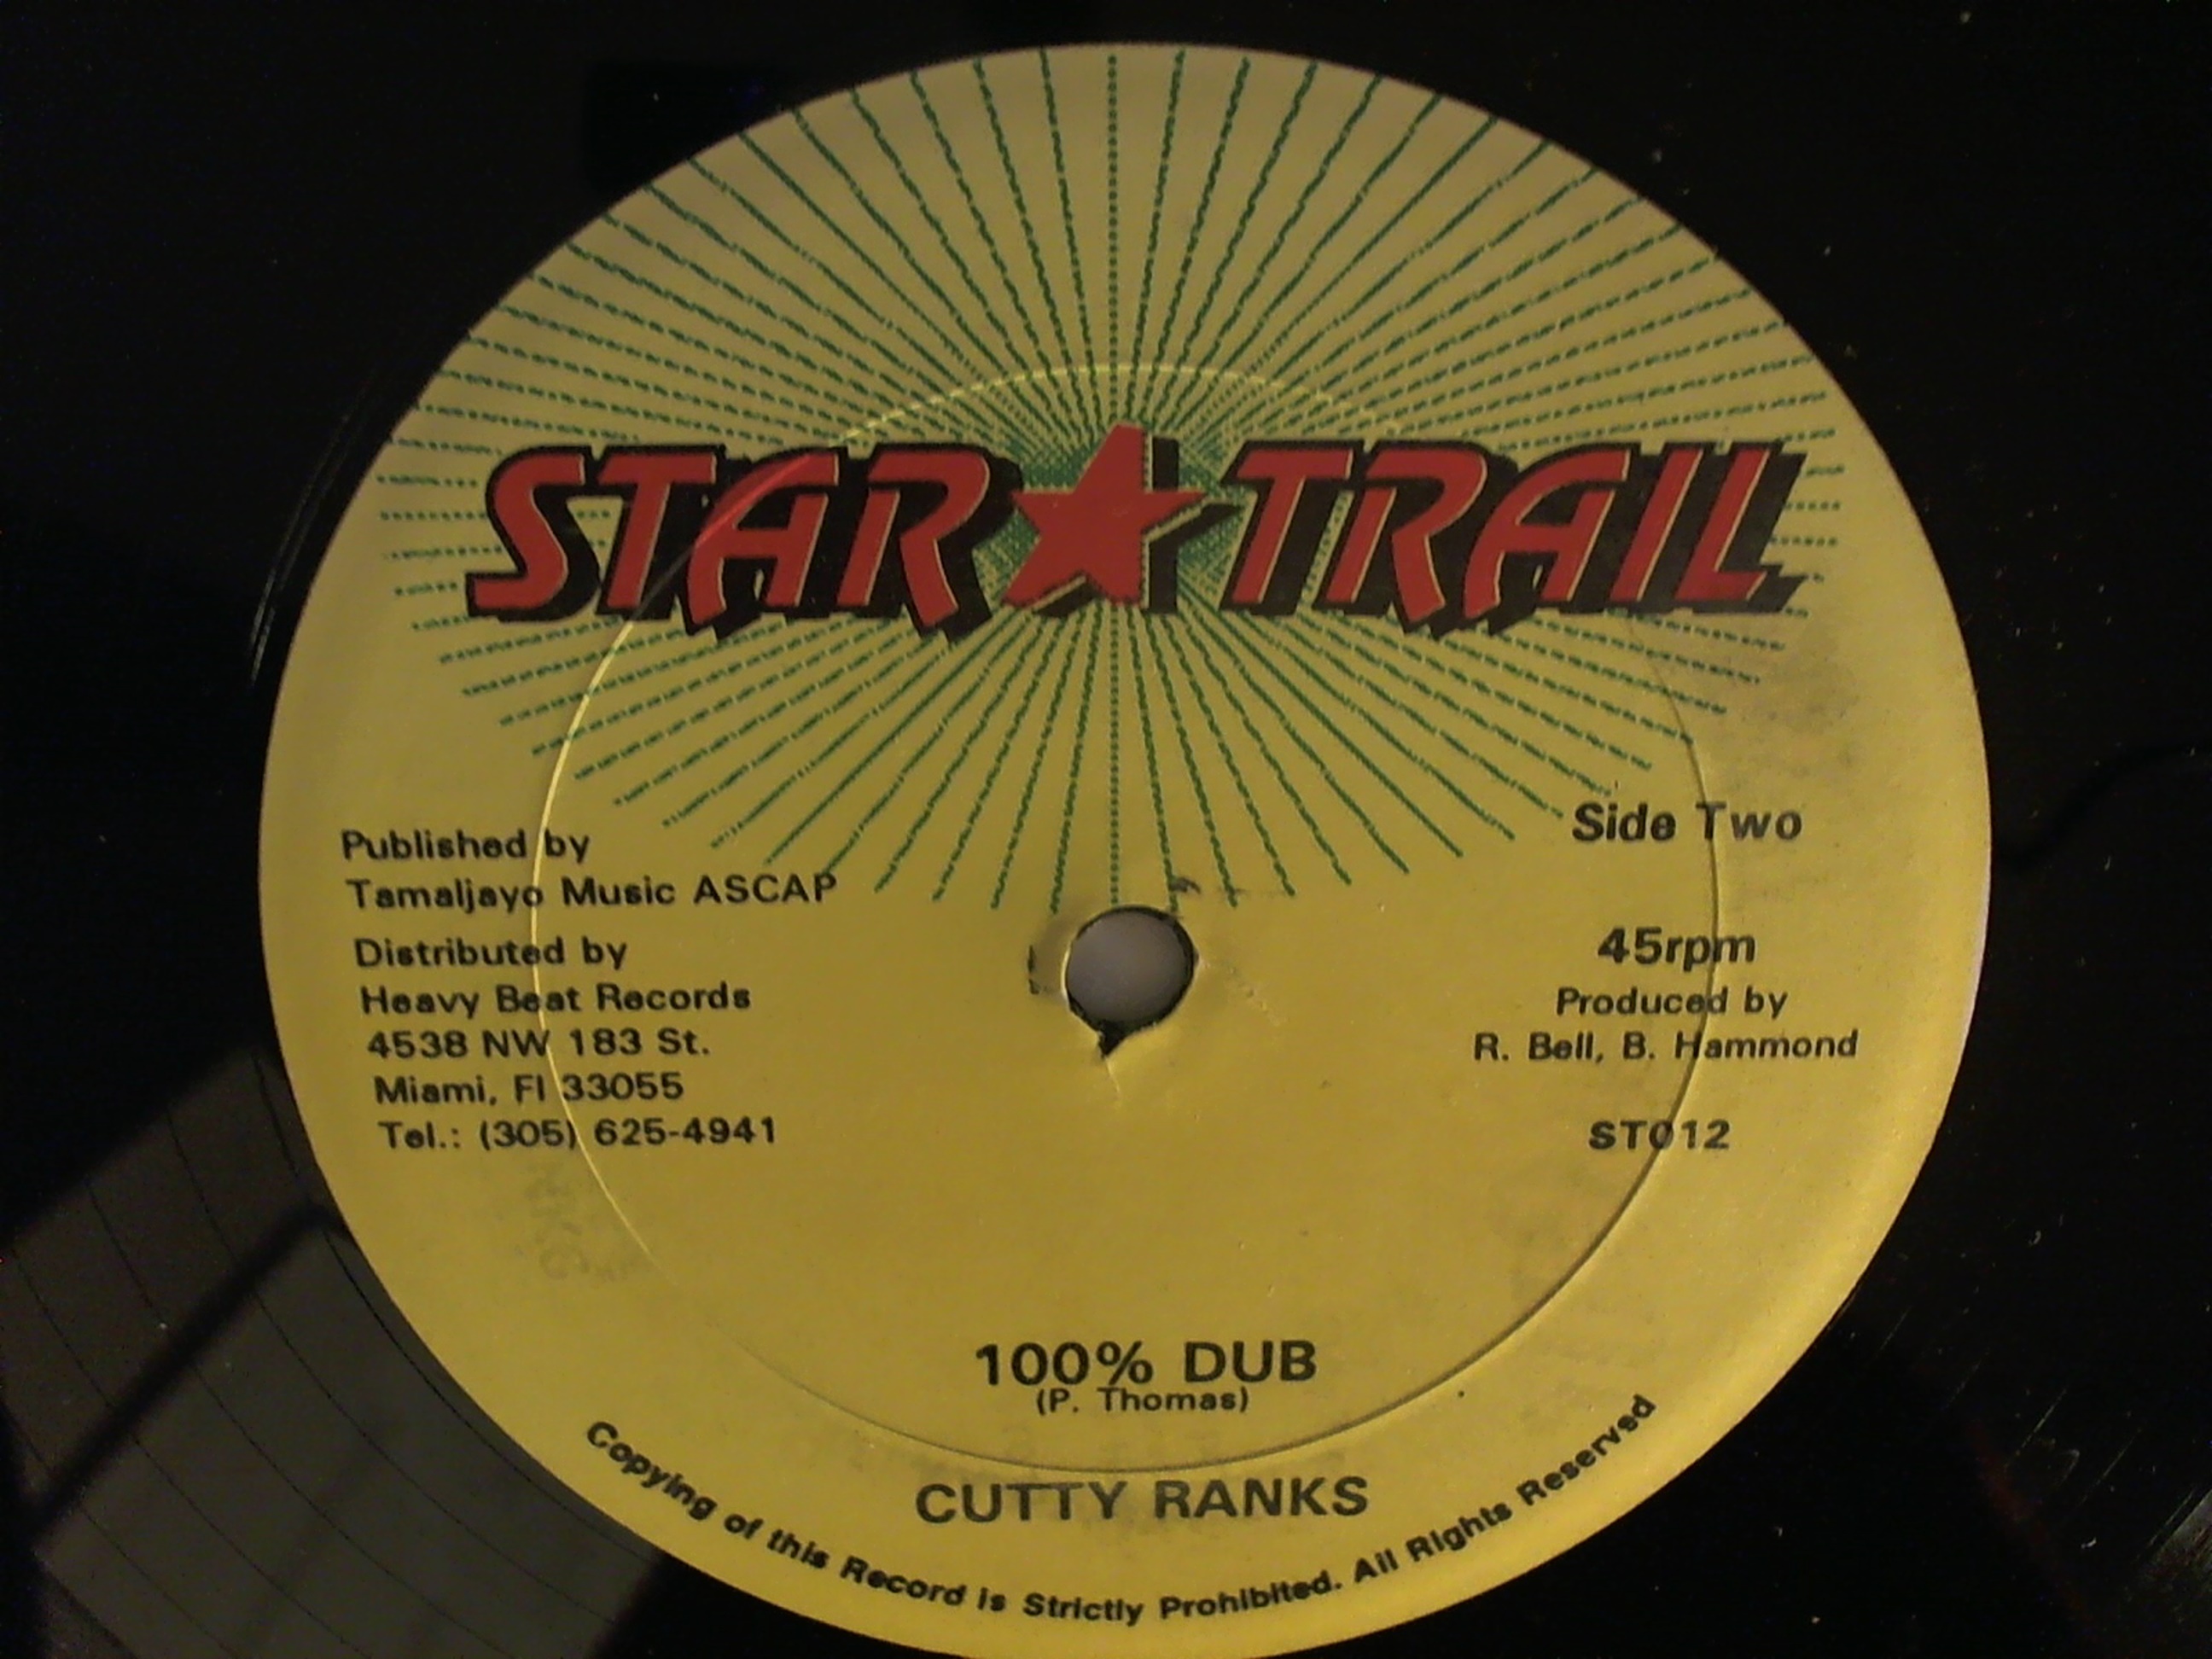 STAR TRAIL
Published by
Tamaljayo Music ASCAP
Distributed by
Heavy Beat Records
4538 NW 183 St.
Miami, Fl 33055
Tel.: (305) 625-4941
Side Two
45rpm
Produced by
R. Bell, B. Hammond
ST012
100% DUB
(P. Thomas)
CUTTY RANKS
Copying of this Record is Strictly Prohibited. All Rights Reserved